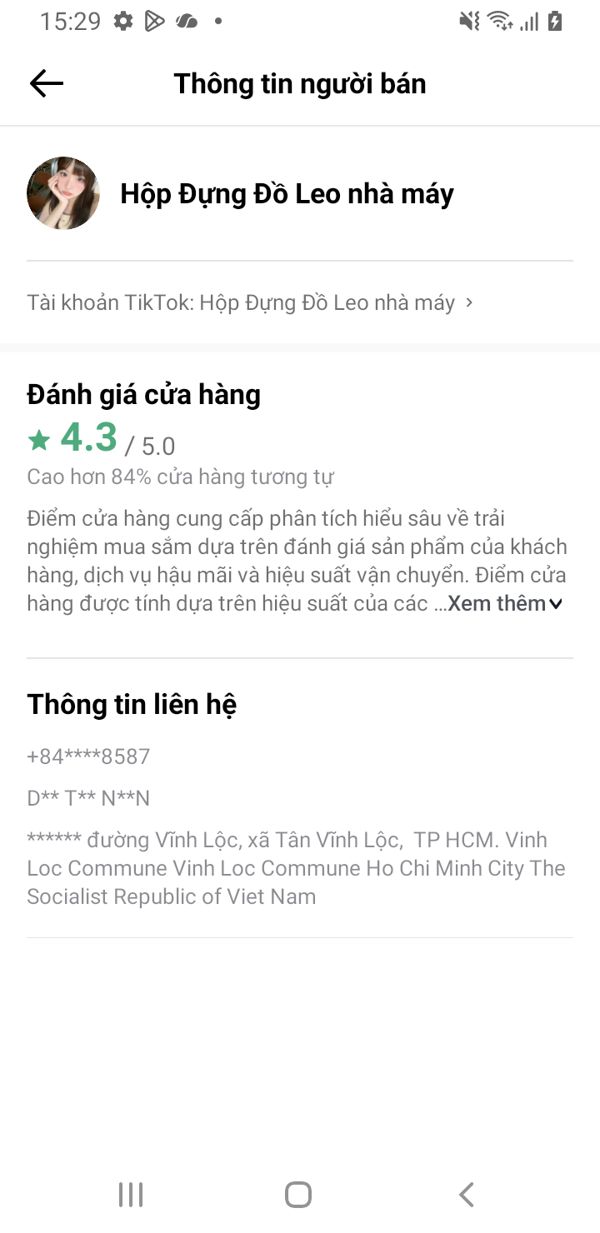 15:29
Thông tin người bán
Hộp Đựng Đồ Leo nhà máy
Tài khoản TikTok: Hộp Đựng Đồ Leo nhà máy >
Đánh giá cửa hàng
4.3 / 5.0
Cao hơn 84% cửa hàng tương tự
Điểm cửa hàng cung cấp phân tích hiểu sâu về trải
nghiệm mua sắm dựa trên đánh giá sản phẩm của khách
hàng, dịch vụ hậu mãi và hiệu suất vận chuyển. Điểm cửa
hàng được tính dựa trên hiệu suất của các ...Xem thêm
Thông tin liên hệ
+84****8587
D** T** N**N
****** đường Vĩnh Lộc, xã Tân Vĩnh Lộc,  TP HCM. Vinh
Loc Commune Vinh Loc Commune Ho Chi Minh City The
Socialist Republic of Viet Nam